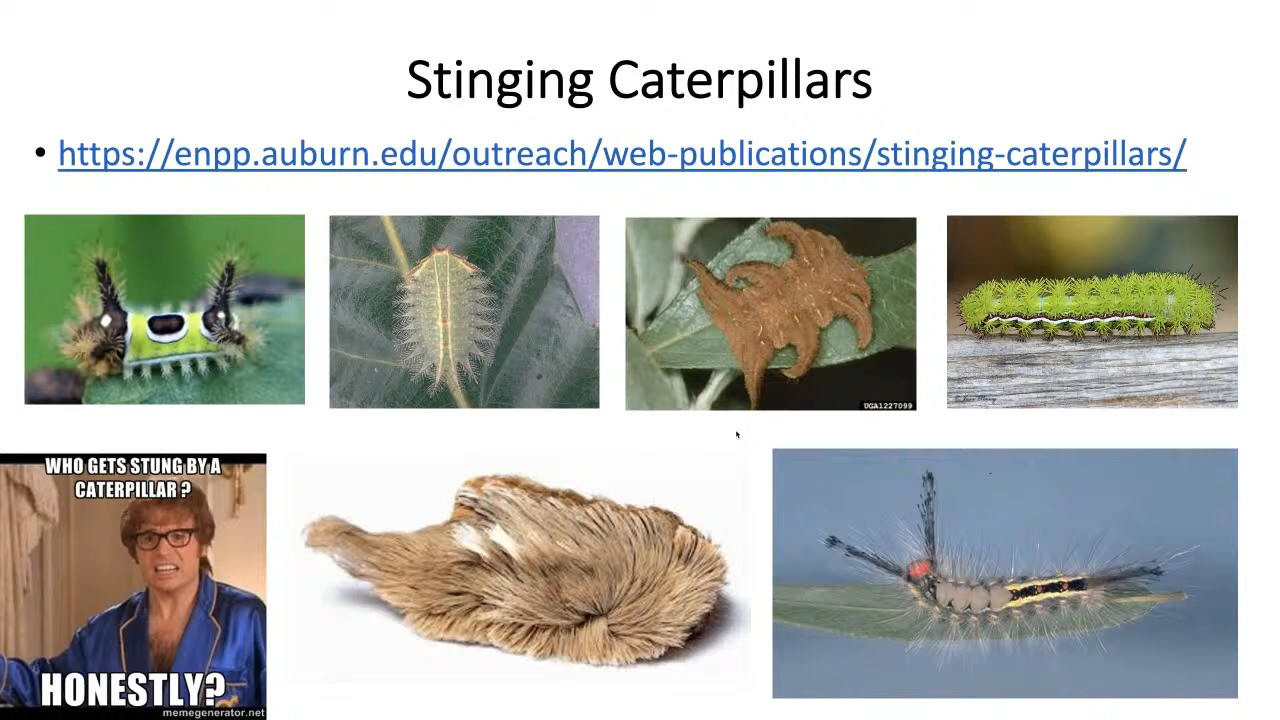 Stinging Caterpillars
• https://enpp.auburn.edu/outreach/web-publications/stinging-caterpillars/
UGA1227099
WHO GETS STUNG BY A
CATERPILLAR ?
HONESTLY?
memegenerator.net